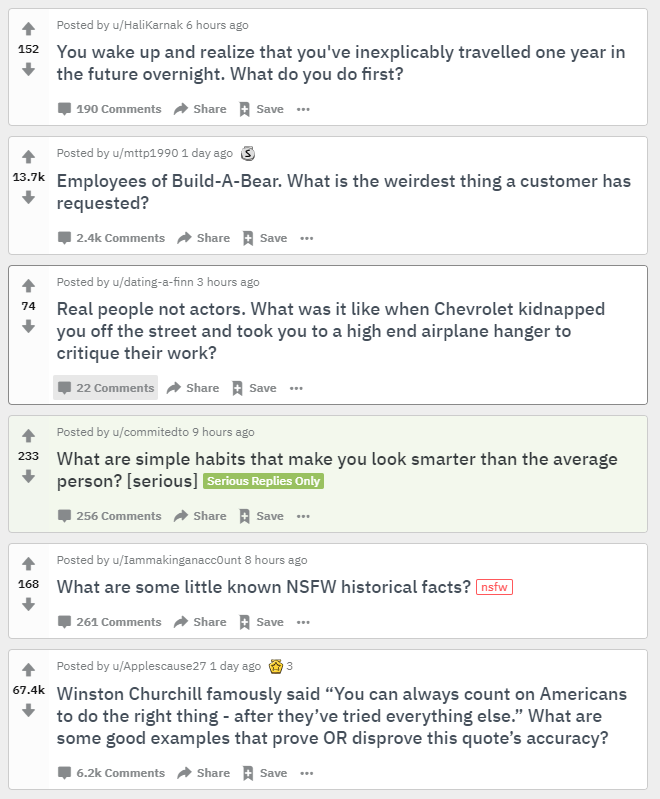 Posted by u/HaliKarnak 6 hours ago
152
You wake up and realize that you've inexplicably travelled one year in
the future overnight. What do you do first?
190 Comments Share Save ...
Posted by u/mttp1990 1 day ago S
13.7k
Employees of Build-A-Bear. What is the weirdest thing a customer has
requested?
2.4k Comments Share Save ...
Posted by u/dating-a-finn 3 hours ago
74
Real people not actors. What was it like when Chevrolet kidnapped
you off the street and took you to a high end airplane hanger to
critique their work?
22 Comments Share Save ...
Posted by u/commitedto 9 hours ago
233
What are simple habits that make you look smarter than the average
person? [serious] Serious Replies Only
256 Comments Share Save ...
Posted by u/Iammakinganacc0unt 8 hours ago
168
What are some little known NSFW historical facts? nsfw
261 Comments Share Save ...
Posted by u/Applescause27 1 day ago 3
67.4k
Winston Churchill famously said “You can always count on Americans
to do the right thing - after they’ve tried everything else.” What are
some good examples that prove OR disprove this quote’s accuracy?
6.2k Comments Share Save ...